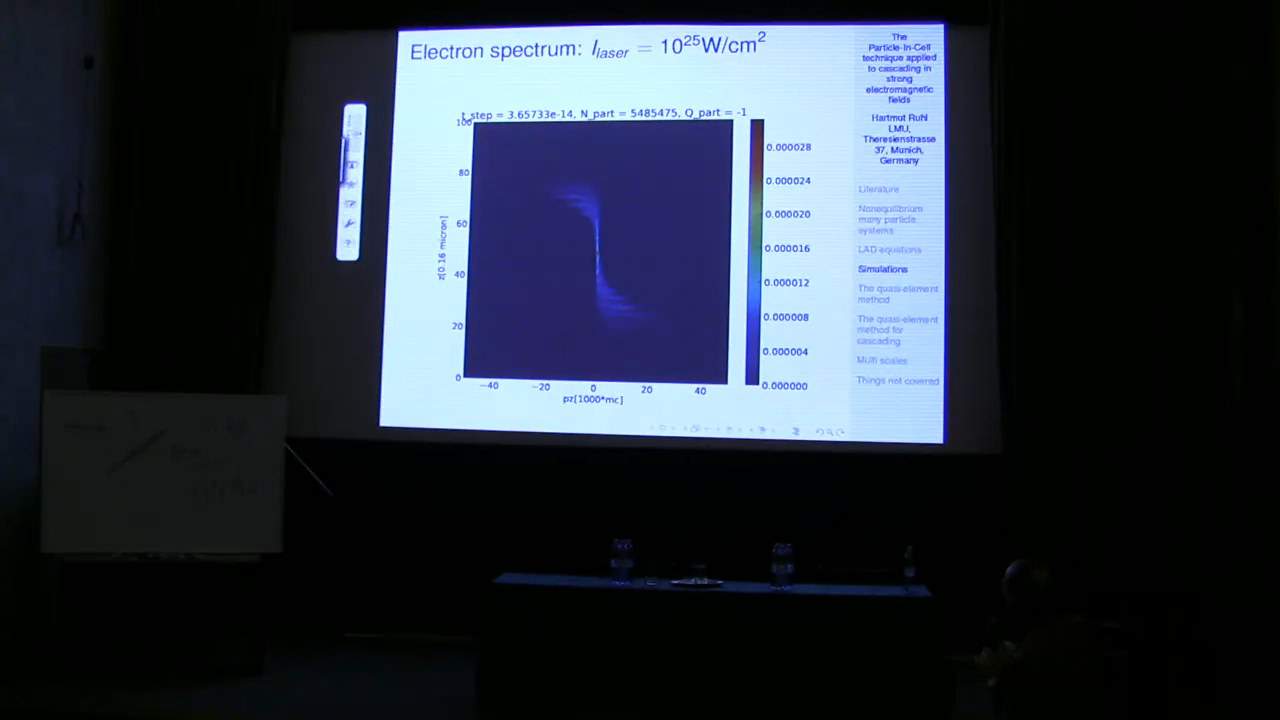 Electron spectrum: I_laser = 10^25 W/cm^2
t_step = 3.65733e-14, N_part = 5485475, Q_part = -1
100
80
60
40
20
0
z[0.16 micron]
−40 −20 0 20 40
pz[1000*mc]
0.000028
0.000024
0.000020
0.000016
0.000012
0.000008
0.000004
0.000000
The
Particle-In-Cell
technique applied
to cascading in
strong
electromagnetic
fields
Hartmut Ruhl
LMU,
Theresienstrasse
37, Munich,
Germany
Literature
Nonequilibrium
many particle
systems
LAD equations
Simulations
The quasi-element
method
The quasi-element
method for
cascading
Multi scales
Things not covered